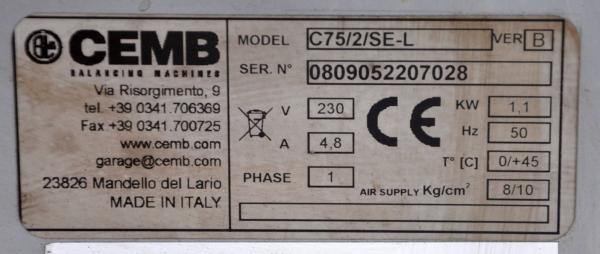 CEMB
BALANCING MACHINES
Via Risorgimento, 9
tel. +39 0341.706369
Fax +39 0341.700725
www.cemb.com
garage@cemb.com
23826 Mandello del Lario
MADE IN ITALY
MODEL C75/2/SE-L VER B
SER. N° 0809052207028
V 230 KW 1,1
A 4,8 Hz 50
T° [C] 0/+45
PHASE 1 AIR SUPPLY Kg/cm² 8/10
CE